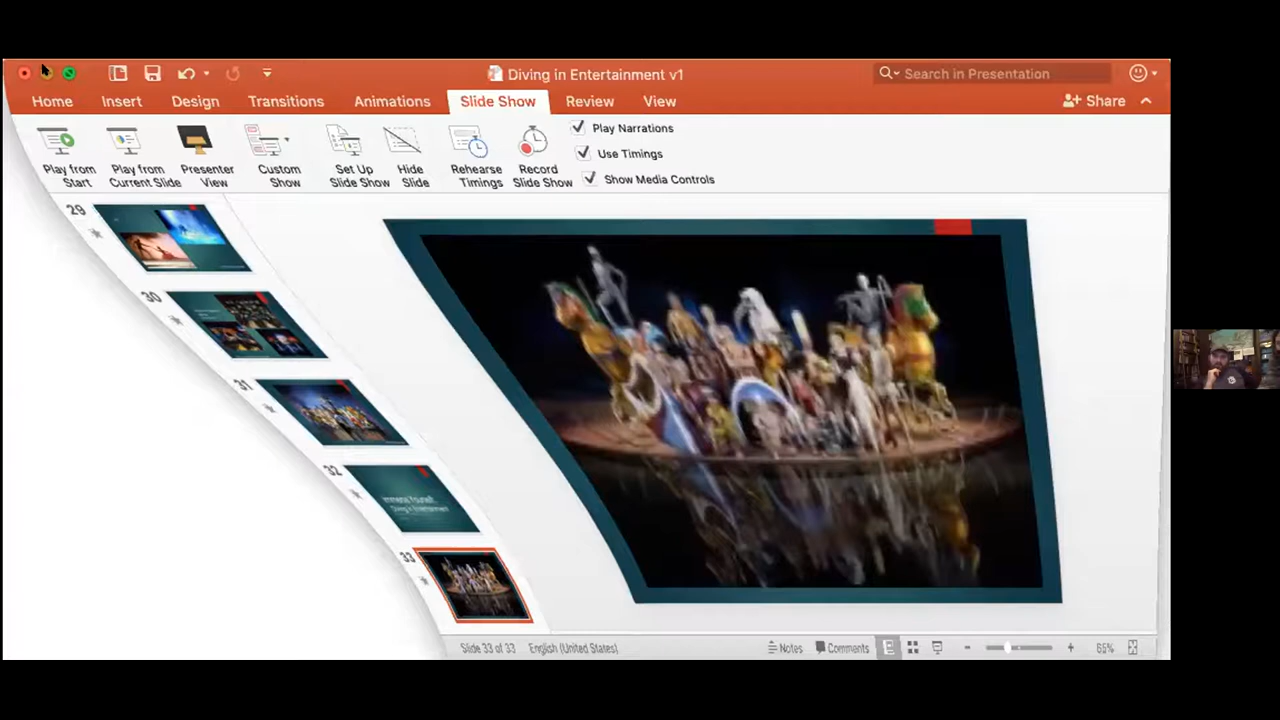 Diving in Entertainment v1
Search in Presentation
Home Insert Design Transitions Animations Slide Show Review View Share
Play from Start
Play from Current Slide
Presenter View
Custom Show
Set Up Slide Show
Hide Slide
Rehearse Timings
Record Slide Show
Play Narrations
Use Timings
Show Media Controls
29
30
31
32
33
Slide 33 of 33 English (United States) Notes Comments 66%